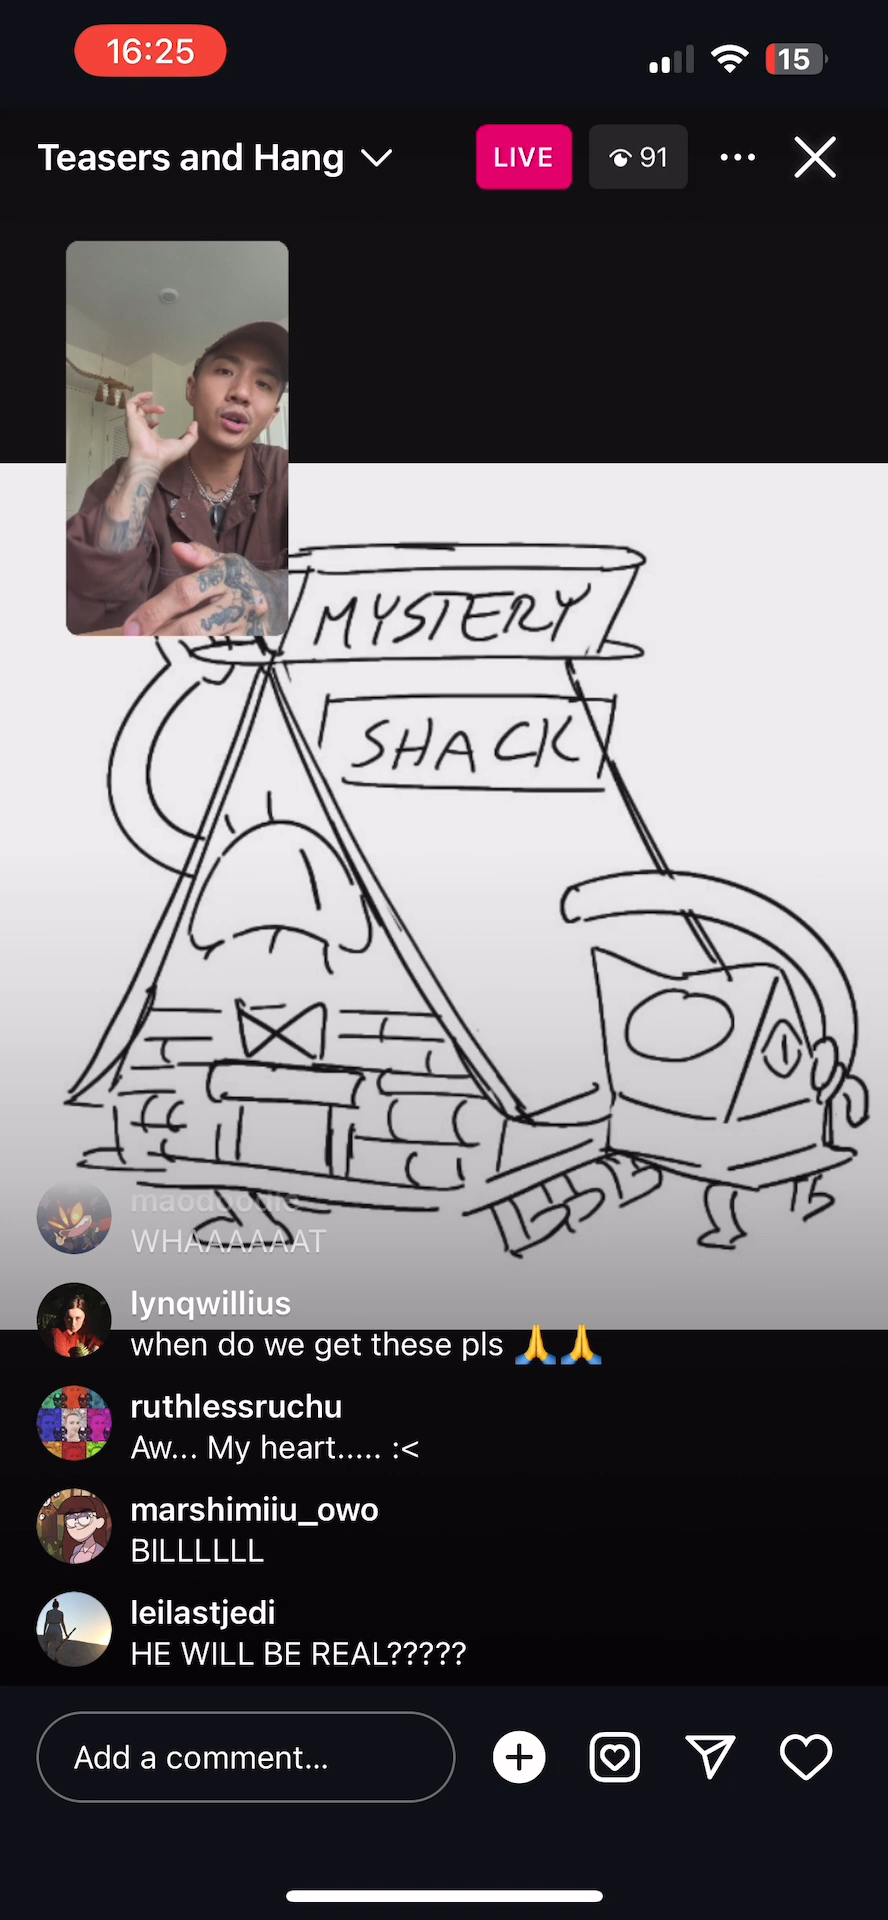 16:25
15
Teasers and Hang
LIVE
91
MYSTERY
SHACK
maodoodle
WHAAAAAAT
lynqwillius
when do we get these pls 🙏🙏
ruthlessruchu
Aw... My heart..... :<
marshimiiu_owo
BILLLLLL
leilastjedi
HE WILL BE REAL?????
Add a comment...